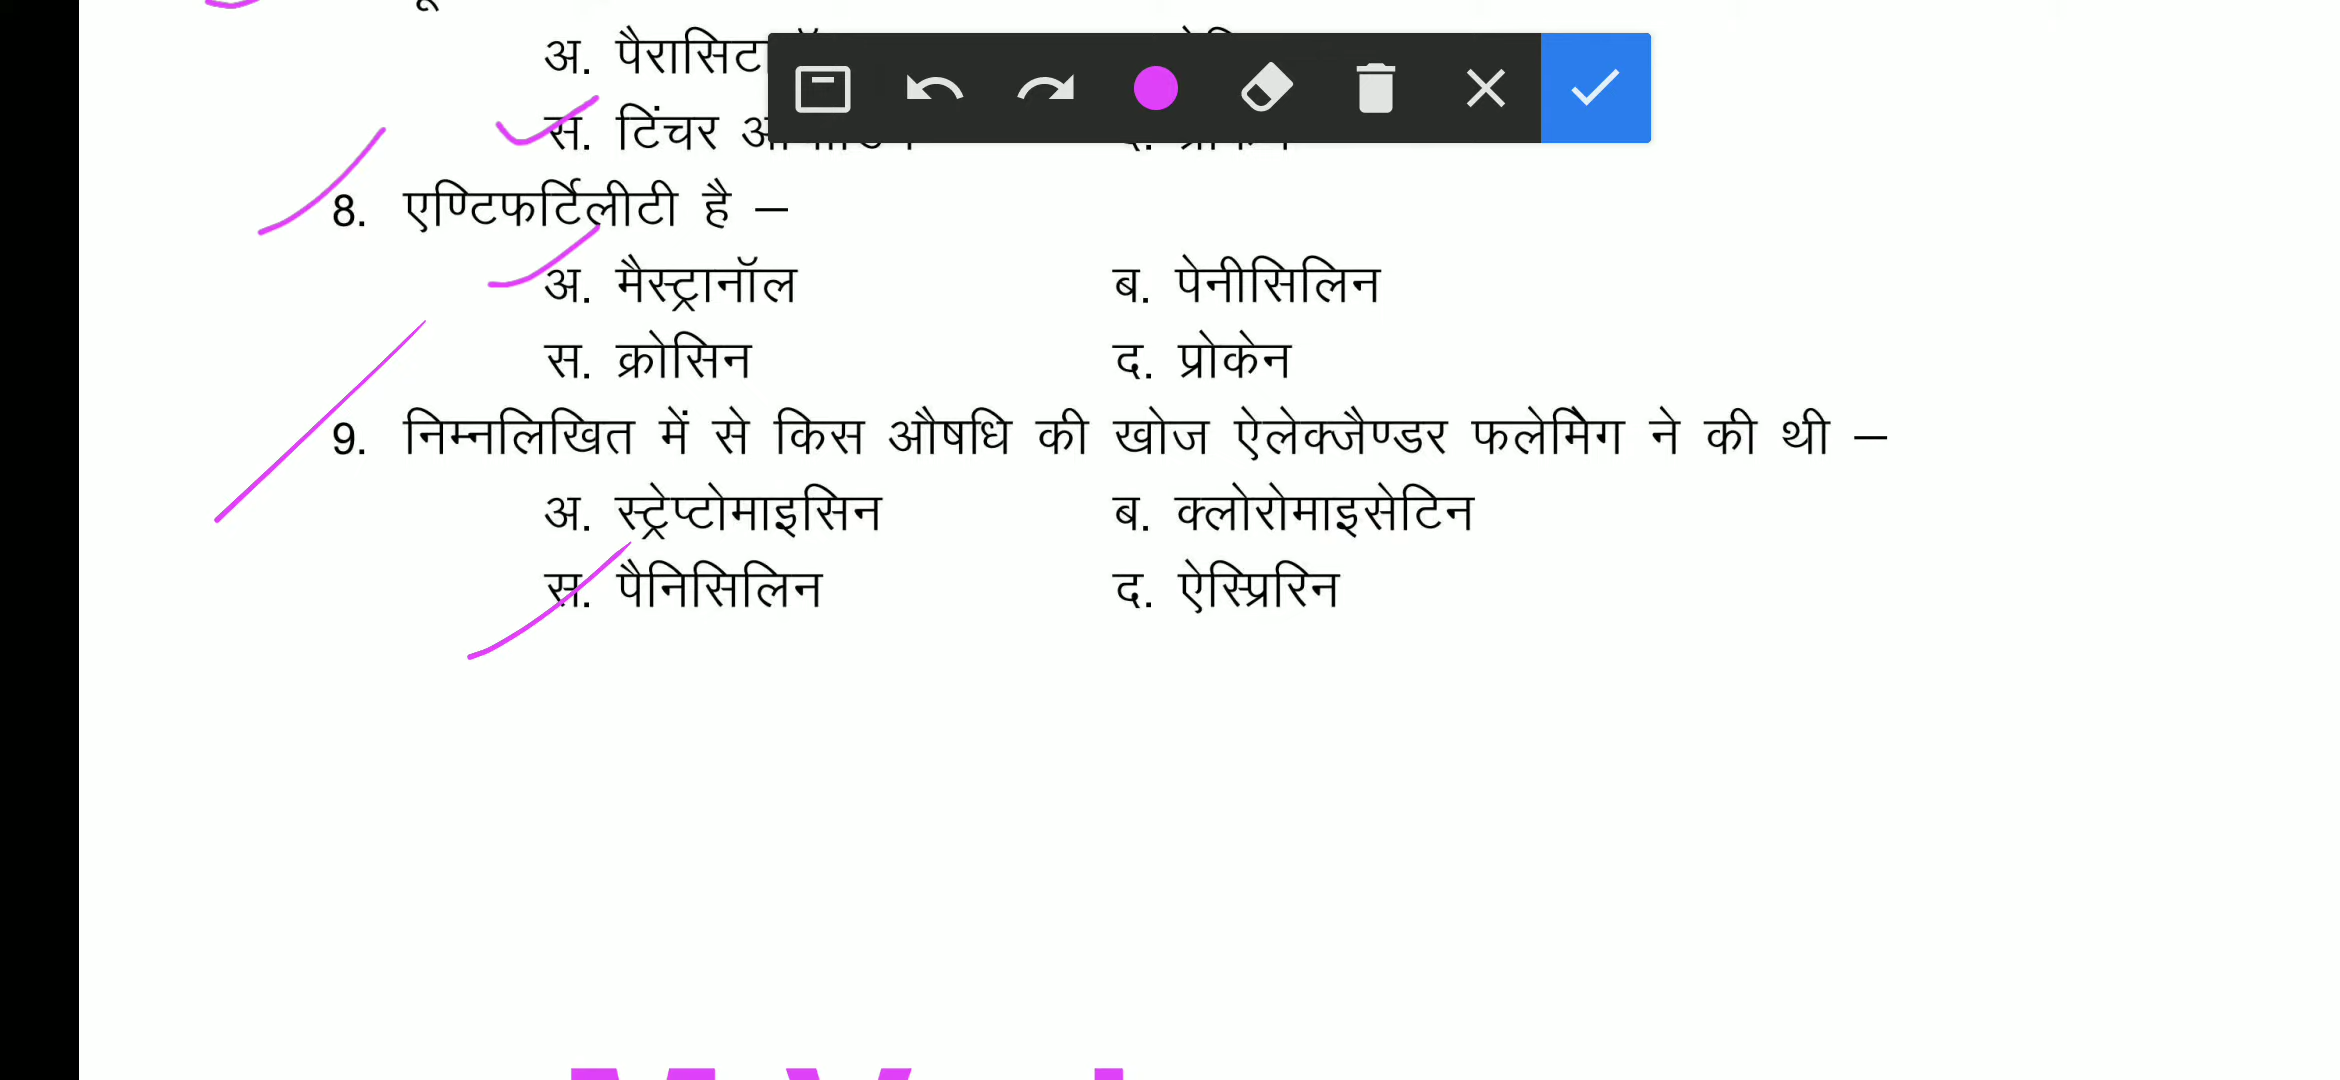 अ. पैरासिटा
स. टिंचर
8. एण्टिफर्टिलीटी है –
अ. मैस्ट्रानॉल ब. पेनीसिलिन
स. क्रोसिन द. प्रोकेन
9. निम्नलिखित में से किस औषधि की खोज ऐलेक्जैण्डर फलेमिंग ने की थी –
अ. स्ट्रेप्टोमाइसिन ब. क्लोरोमाइसेटिन
स. पैनिसिलिन द. ऐस्प्रिरिन